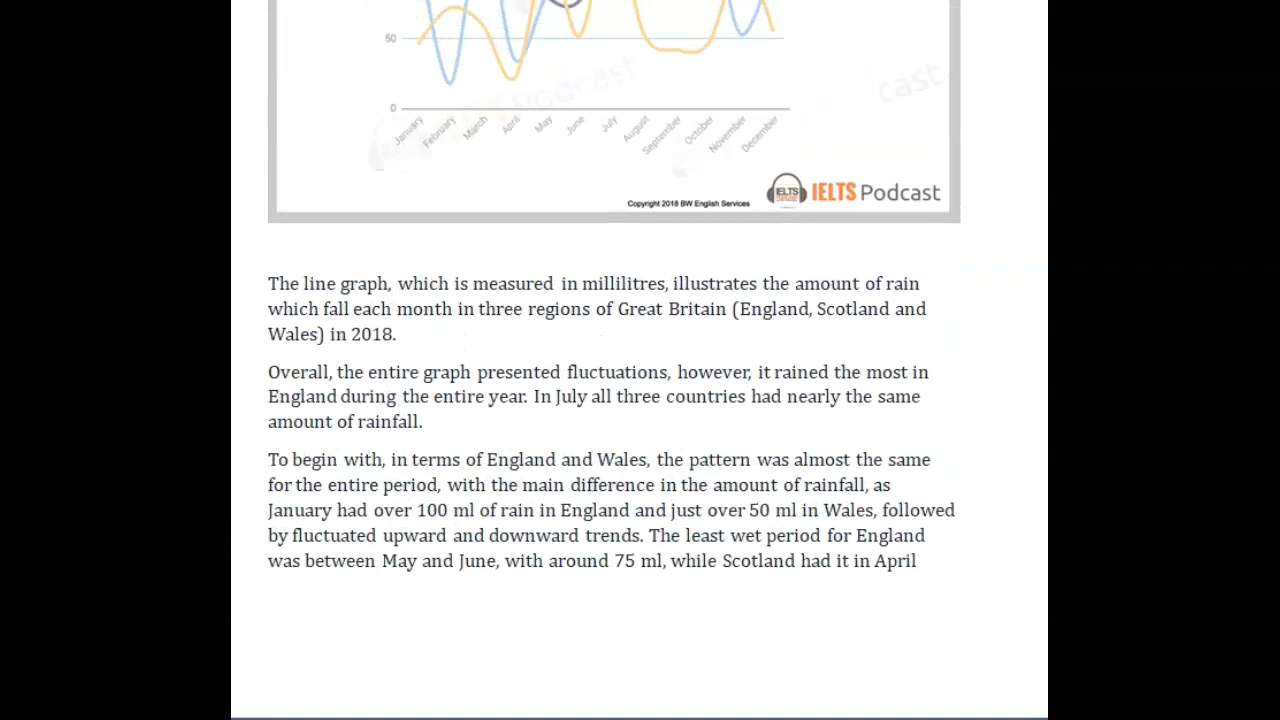 50
0
January
February
March
April
May
June
July
August
September
October
November
December
Podcast
cast
IELTS
IELTS Podcast
Copyright 2018 BW English Services
The line graph, which is measured in millilitres, illustrates the amount of rain
which fall each month in three regions of Great Britain (England, Scotland and
Wales) in 2018.
Overall, the entire graph presented fluctuations, however, it rained the most in
England during the entire year. In July all three countries had nearly the same
amount of rainfall.
To begin with, in terms of England and Wales, the pattern was almost the same
for the entire period, with the main difference in the amount of rainfall, as
January had over 100 ml of rain in England and just over 50 ml in Wales, followed
by fluctuated upward and downward trends. The least wet period for England
was between May and June, with around 75 ml, while Scotland had it in April